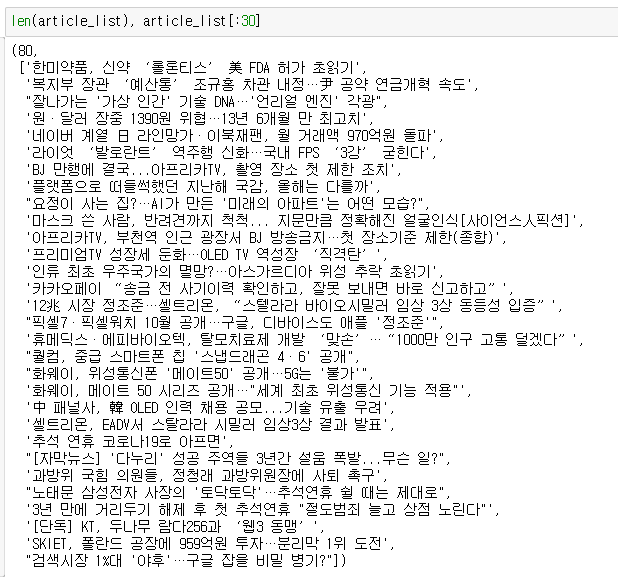 len(article_list), article_list[:30]
(80,
['한미약품, 신약 ‘롤론티스’ 美 FDA 허가 초읽기',
'복지부 장관 ‘예산통’ 조규홍 차관 내정…尹 공약 연금개혁 속도',
"잘나가는 '가상 인간' 기술 DNA…'언리얼 엔진' 각광",
'원·달러 장중 1390원 위협…13년 6개월 만 최고치',
'네이버 계열 日 라인망가·이북재팬, 월 거래액 970억원 돌파',
'라이엇 ‘발로란트’ 역주행 신화…국내 FPS ‘3강’ 굳힌다',
'BJ 만행에 결국...아프리카TV, 촬영 장소 첫 제한 조치',
'플랫폼으로 떠들썩했던 지난해 국감, 올해는 다를까',
"요정이 사는 집?…AI가 만든 '미래의 아파트'는 어떤 모습?",
'마스크 쓴 사람, 반려견까지 척척... 지문만큼 정확해진 얼굴인식[사이언스人픽션]',
'아프리카TV, 부천역 인근 광장서 BJ 방송금지…첫 장소기준 제한(종합)',
'프리미엄TV 성장세 둔화…OLED TV 역성장 ‘직격탄’',
'인류 최초 우주국가의 멸망?…아스가르디아 위성 추락 초읽기',
'카카오페이 “송금 전 사기이력 확인하고, 잘못 보내면 바로 신고하고”',
'12兆 시장 정조준…셀트리온, “스텔라라 바이오시밀러 임상 3상 동등성 입증”',
"픽셀7·픽셀워치 10월 공개…구글, 디바이스도 애플 '정조준'",
'휴메딕스·에피바이오텍, 탈모치료제 개발 ‘맞손’ … “1000만 인구 고통 덜겠다”',
"퀄컴, 중급 스마트폰 칩 '스냅드래곤 4·6' 공개",
"화웨이, 위성통신폰 '메이트50' 공개…5G는 '불가'",
'화웨이, 메이트 50 시리즈 공개…"세계 최초 위성통신 기능 적용"',
'中 패널사, 韓 OLED 인력 채용 공모...기술 유출 우려',
'셀트리온, EADV서 스탈라라 시밀러 임상3상 결과 발표',
'추석 연휴 코로나19로 아프면',
"[자막뉴스] '다누리' 성공 주역들 3년간 설움 폭발...무슨 일?",
'과방위 국힘 의원들, 정청래 과방위원장에 사퇴 촉구',
"노태문 삼성전자 사장의 '토닥토닥'…추석연휴 쉴 때는 제대로",
'3년 만에 거리두기 해제 후 첫 추석연휴 "절도범죄 늘고 상점 노린다"',
'[단독] KT, 두나무 람다256과 ‘웹3 동맹’',
'SKIET, 폴란드 공장에 959억원 투자…분리막 1위 도전',
"검색시장 1%대 '야후'…구글 잡을 비밀 병기?"])